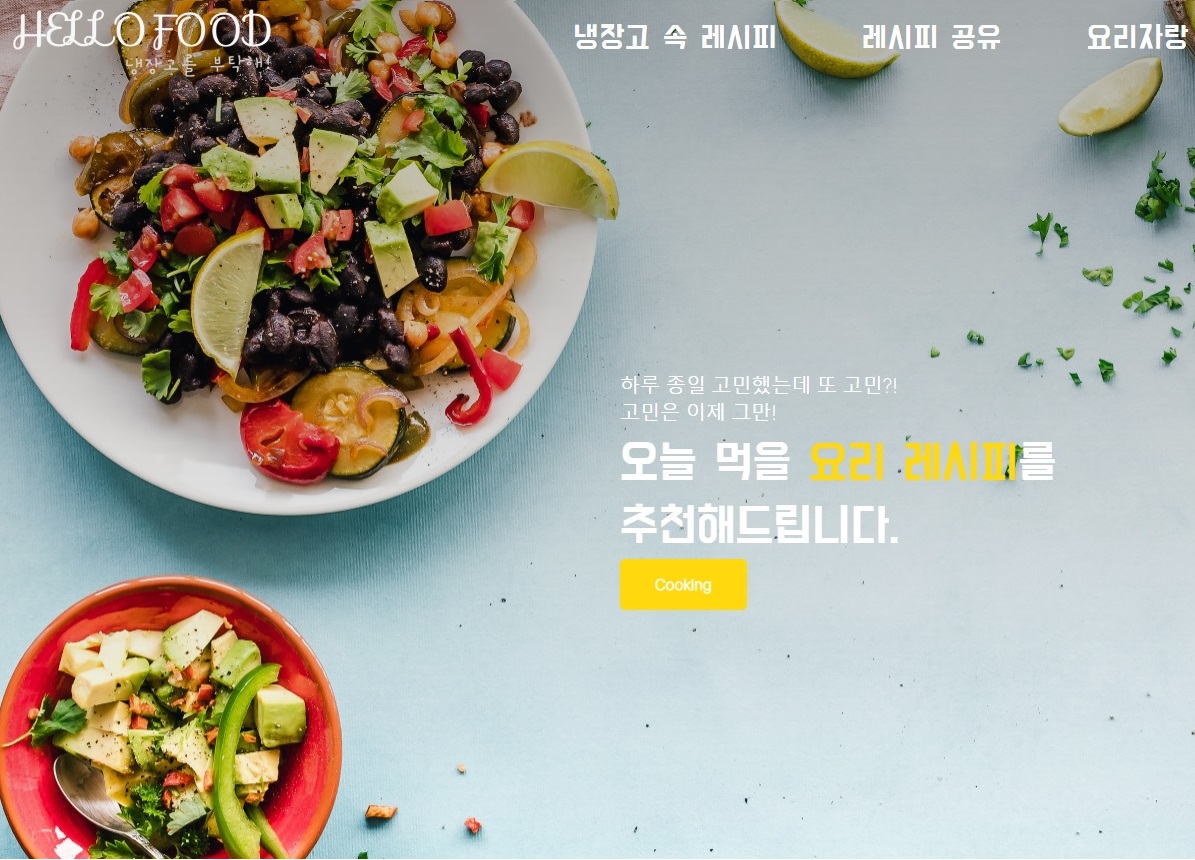 HELLO FOOD
냉장고를 부탁해!
냉장고 속 레시피 레시피 공유 요리자랑
하루 종일 고민했는데 또 고민?!
고민은 이제 그만!
오늘 먹을 요리 레시피를
추천해드립니다.
Cooking